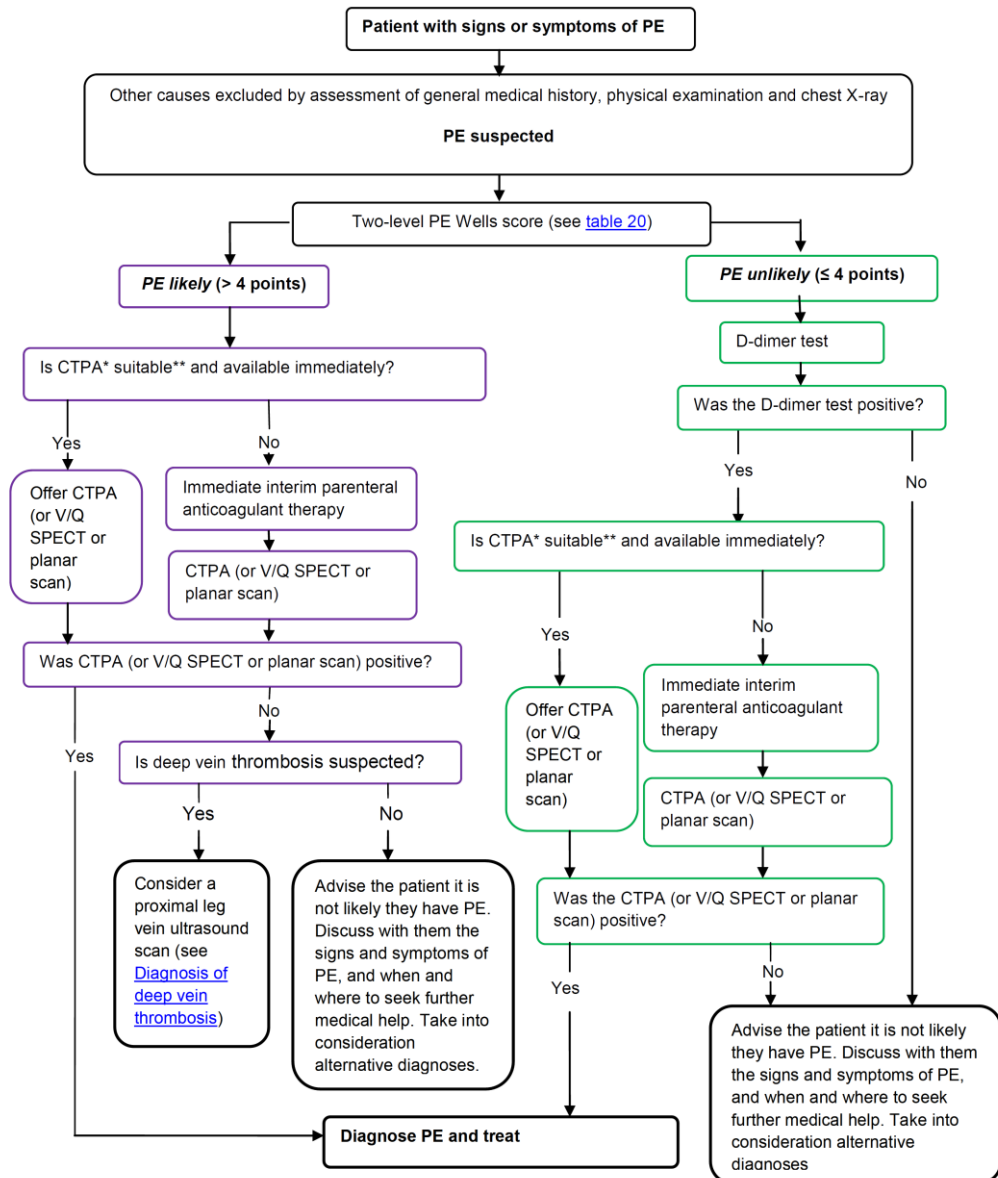 Patient with signs or symptoms of PE
Other causes excluded by assessment of general medical history, physical examination and chest X-ray
PE suspected
Two-level PE Wells score (see table 20)
PE likely (> 4 points)
Is CTPA* suitable** and available immediately?
Yes
No
Offer CTPA
(or V/Q
SPECT or
planar
scan)
Immediate interim parenteral
anticoagulant therapy
CTPA (or V/Q SPECT or
planar scan)
Was CTPA (or V/Q SPECT or planar scan) positive?
Yes
No
Is deep vein thrombosis suspected?
Yes
No
Consider a
proximal leg
vein ultrasound
scan (see
Diagnosis of
deep vein
thrombosis)
Advise the patient it is
not likely they have PE.
Discuss with them the
signs and symptoms of
PE, and when and
where to seek further
medical help. Take into
consideration
alternative diagnoses.
PE unlikely (≤ 4 points)
D-dimer test
Was the D-dimer test positive?
Yes
No
Is CTPA* suitable** and available immediately?
Yes
No
Offer CTPA
(or V/Q
SPECT or
planar
scan)
Immediate interim
parenteral anticoagulant
therapy
CTPA (or V/Q SPECT or
planar scan)
Was the CTPA (or V/Q SPECT or planar
scan) positive?
Yes
No
Advise the patient it is not likely
they have PE. Discuss with them
the signs and symptoms of PE,
and when and where to seek
further medical help. Take into
consideration alternative
diagnoses
Diagnose PE and treat